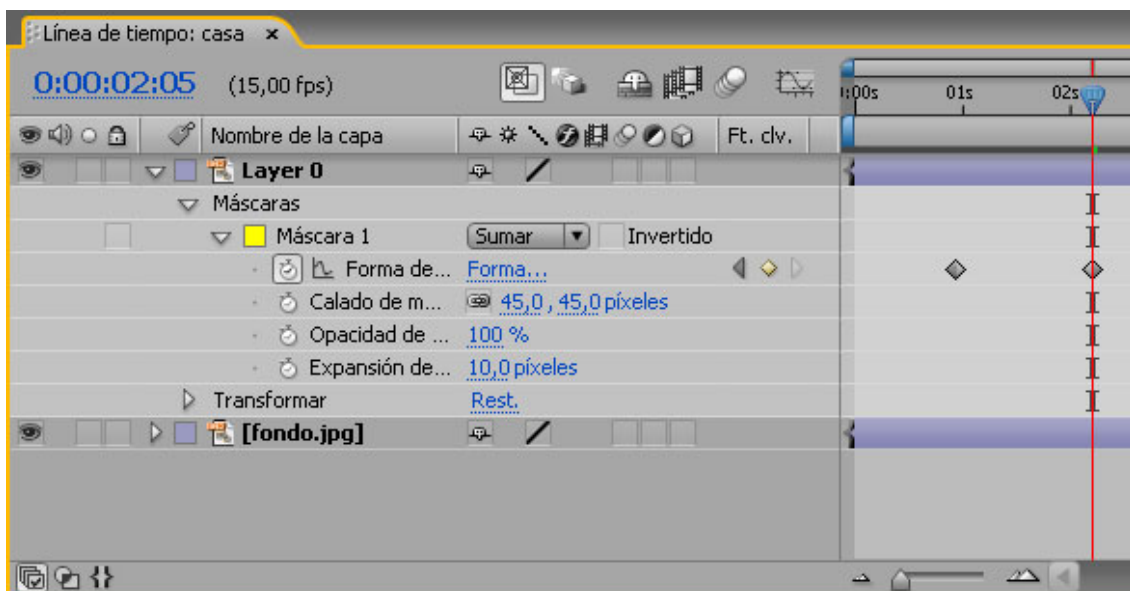 Línea de tiempo: casa ×
0:00:02:05 (15,00 fps)
:00s 01s 02s
Nombre de la capa Ft. clv.
Layer 0
Máscaras
Máscara 1 Sumar Invertido
Forma de... Forma...
Calado de m... 45,0 , 45,0 píxeles
Opacidad de ... 100 %
Expansión de... 10,0 píxeles
Transformar Rest.
[fondo.jpg]